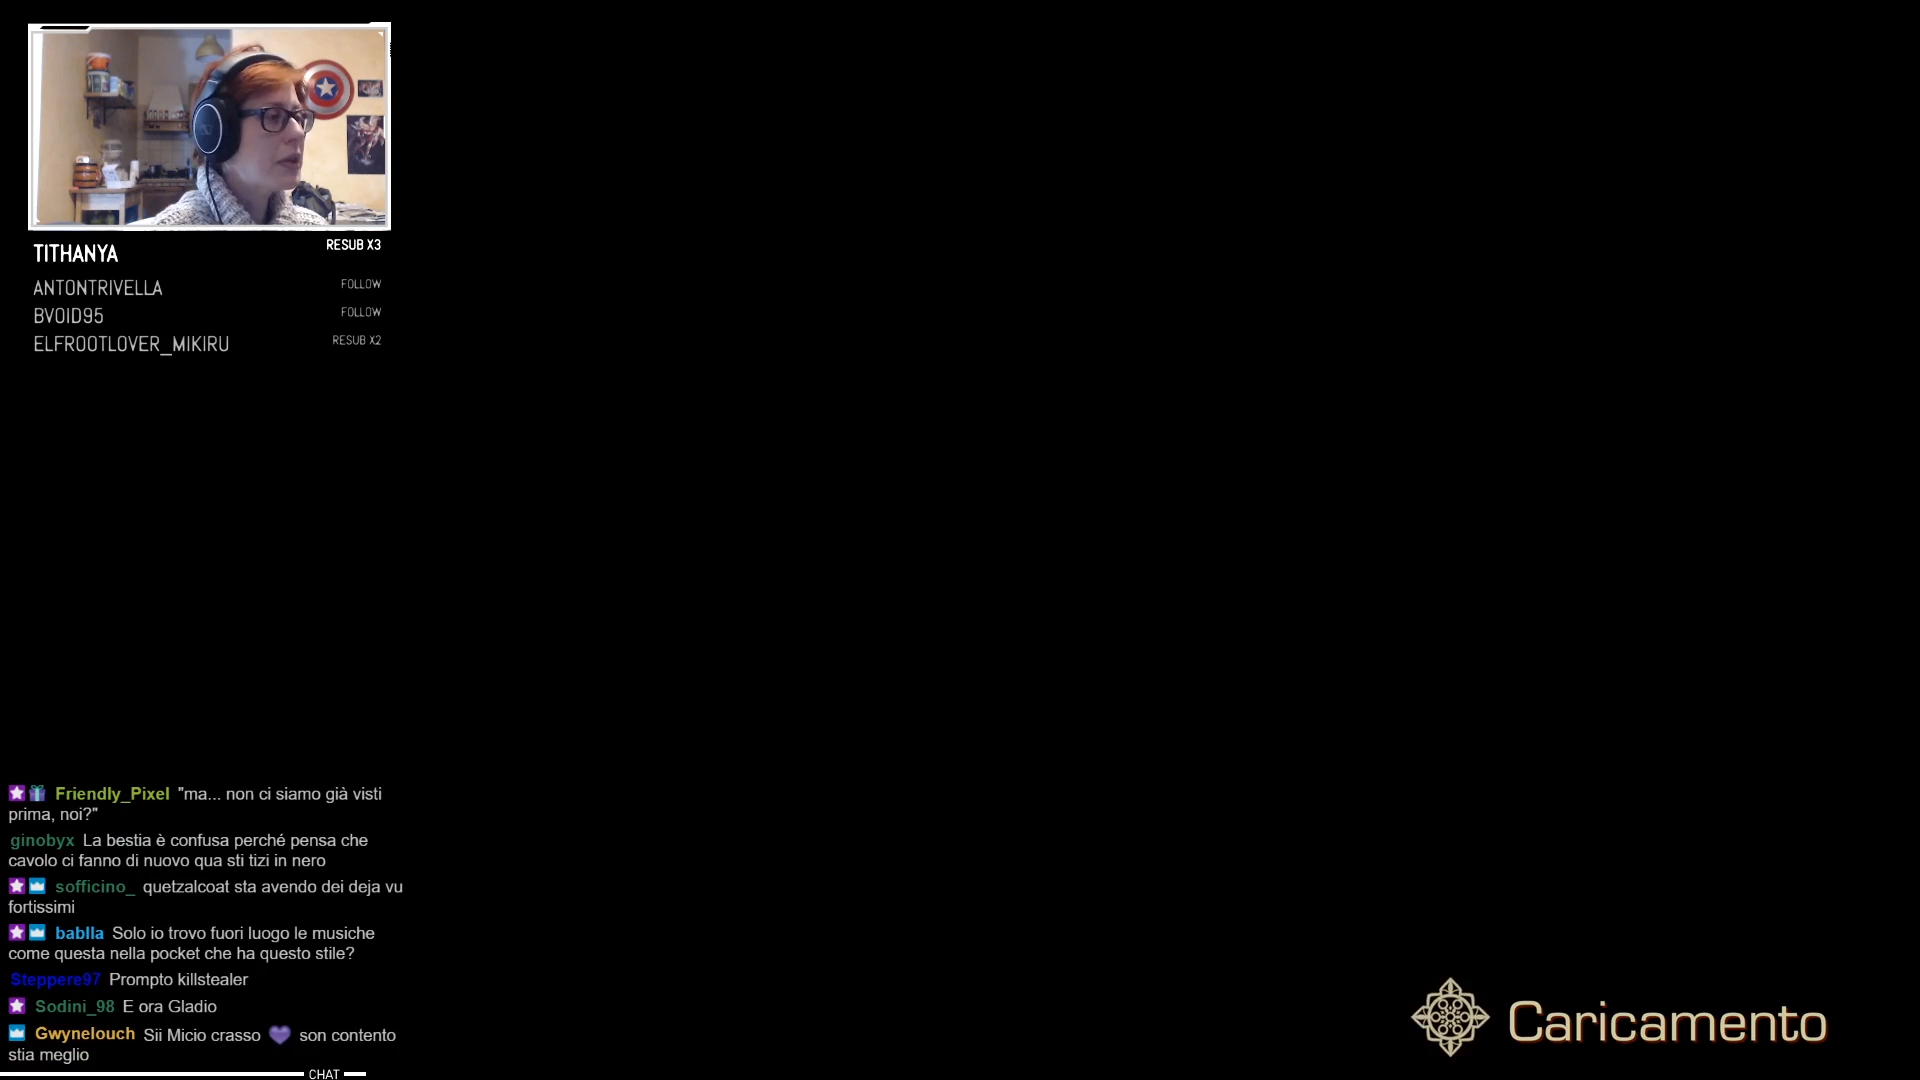 TITHANYA RESUB X3
ANTONTRIVELLA FOLLOW
BVOID95 FOLLOW
ELFROOTLOVER_MIKIRU RESUB X2
Friendly_Pixel "ma... non ci siamo già visti
prima, noi?"
ginobyx La bestia è confusa perché pensa che
cavolo ci fanno di nuovo qua sti tizi in nero
sofficino_ quetzalcoat sta avendo dei deja vu
fortissimi
bablla Solo io trovo fuori luogo le musiche
come questa nella pocket che ha questo stile?
Steppere97 Prompto killstealer
Sodini_98 E ora Gladio
Gwynelouch Sii Micio crasso 💜 son contento
stia meglio
CHAT
Caricamento